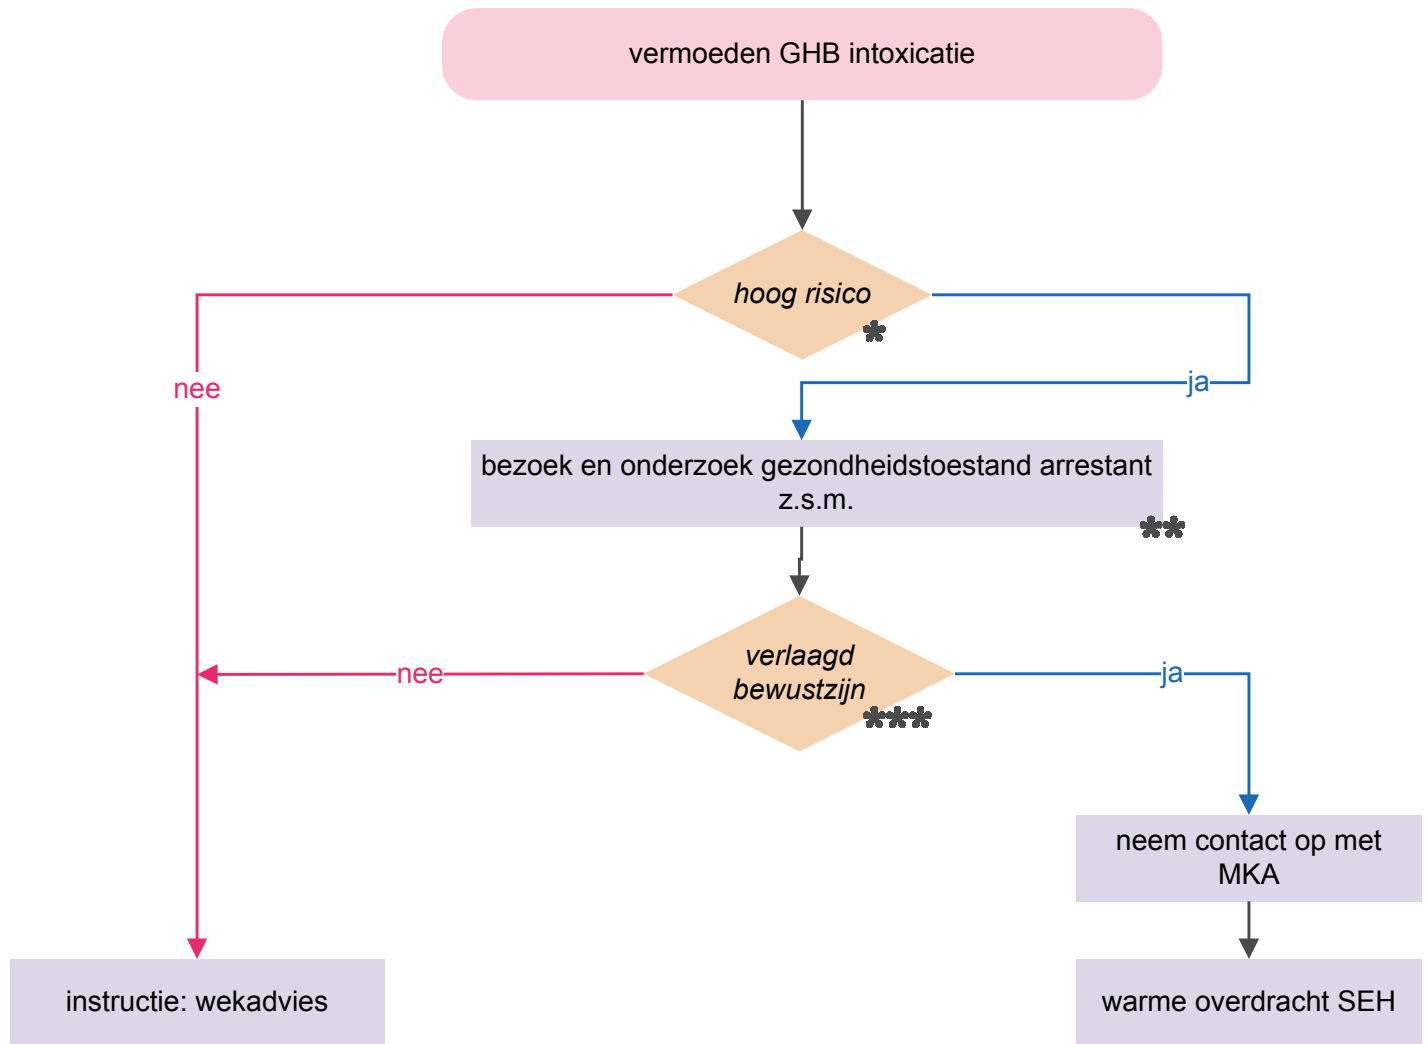 vermoeden GHB intoxicatie
hoog risico
*
nee
ja
bezoek en onderzoek gezondheidstoestand arrestant
z.s.m.
**
verlaagd
bewustzijn
***
nee
ja
neem contact op met
MKA
instructie: wekadvies
warme overdracht SEH